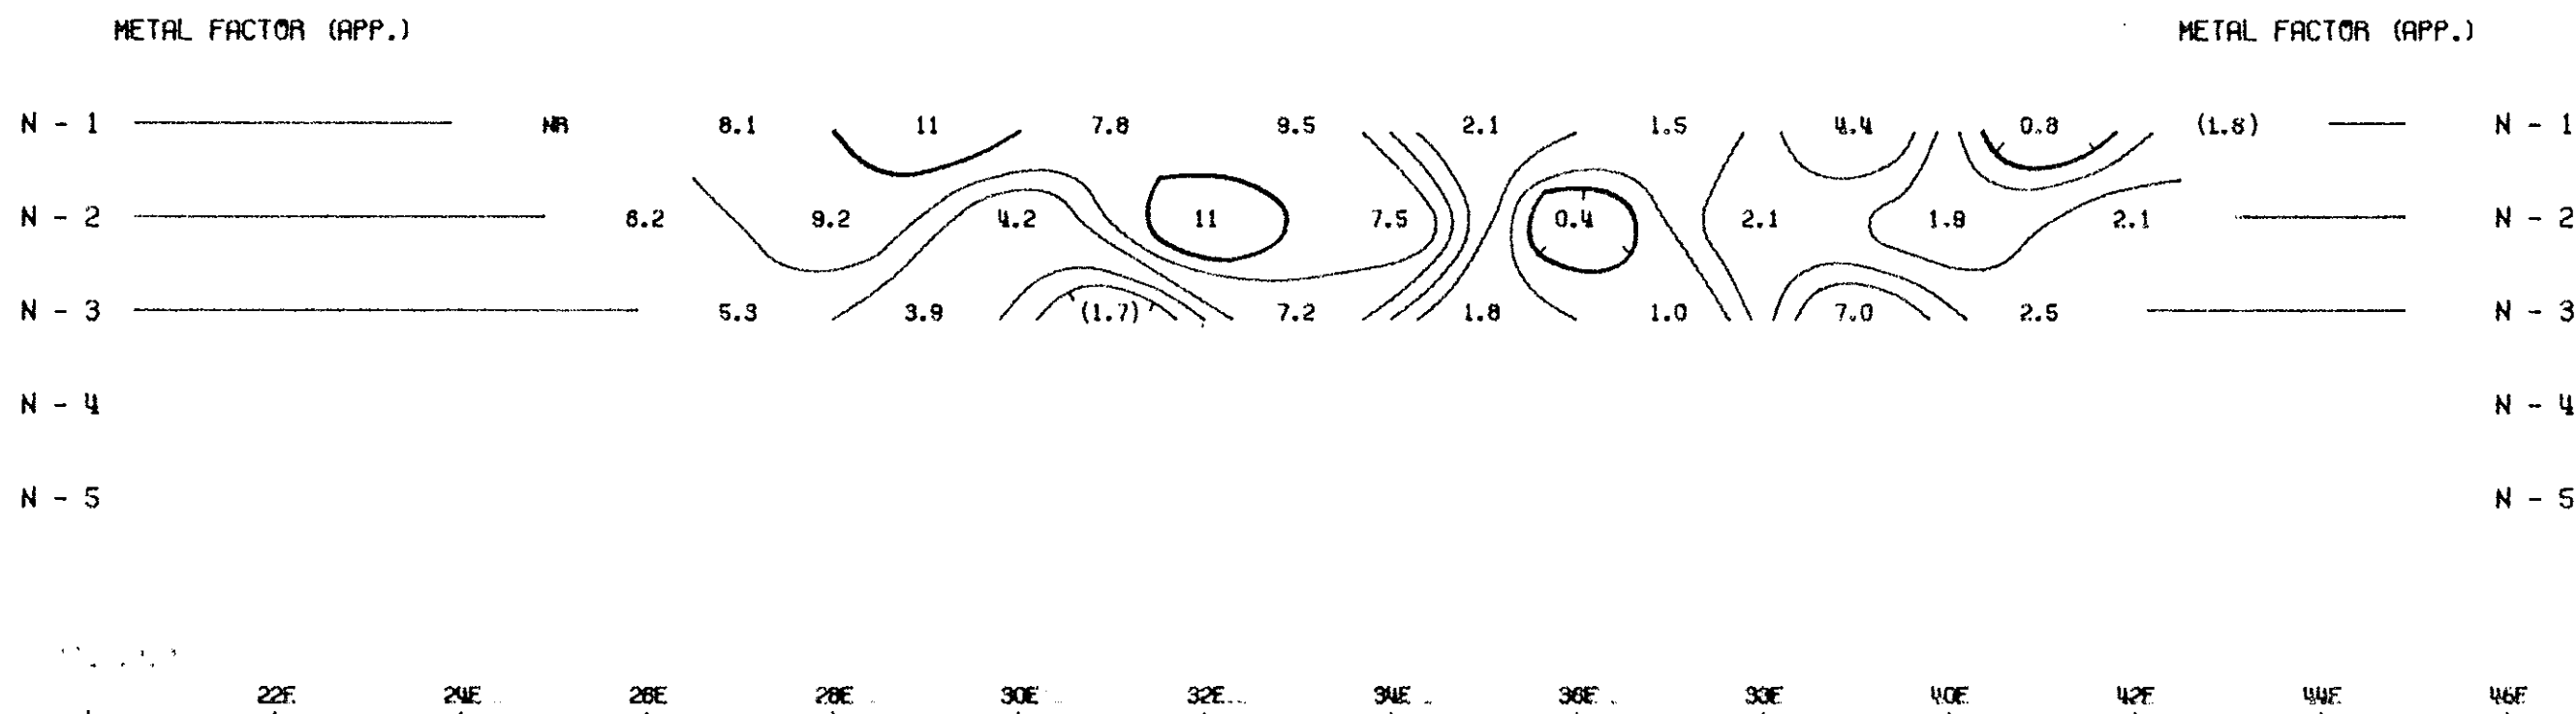 METAL FACTOR (APP.) METAL FACTOR (APP.)
N - 1 NR 8.1 11 7.8 9.5 2.1 1.5 4.4 0.8 (1.8) N - 1
N - 2 8.2 9.2 4.2 11 7.5 0.4 2.1 1.8 2.1 N - 2
N - 3 5.3 3.9 (1.7) 7.2 1.8 1.0 7.0 2.5 N - 3
N - 4 N - 4
N - 5 N - 5
22E 24E 26E 28E 30E 32E 34E 36E 38E 40E 42E 44E 46E